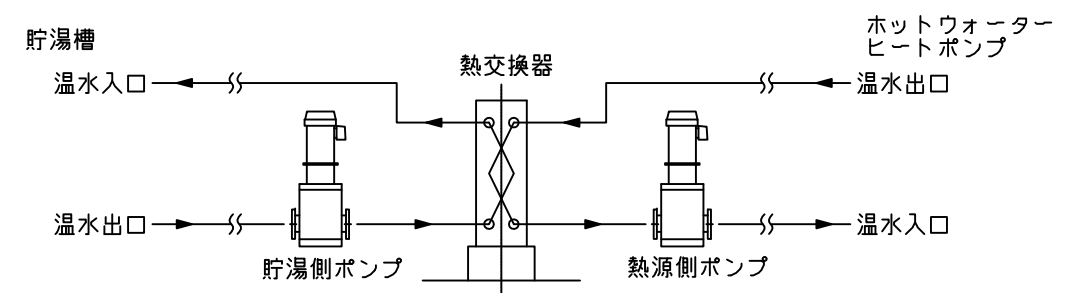 貯湯槽
ホットウォーター
ヒートポンプ
熱交換器
温水入口
温水出口
温水出口
温水入口
貯湯側ポンプ
熱源側ポンプ